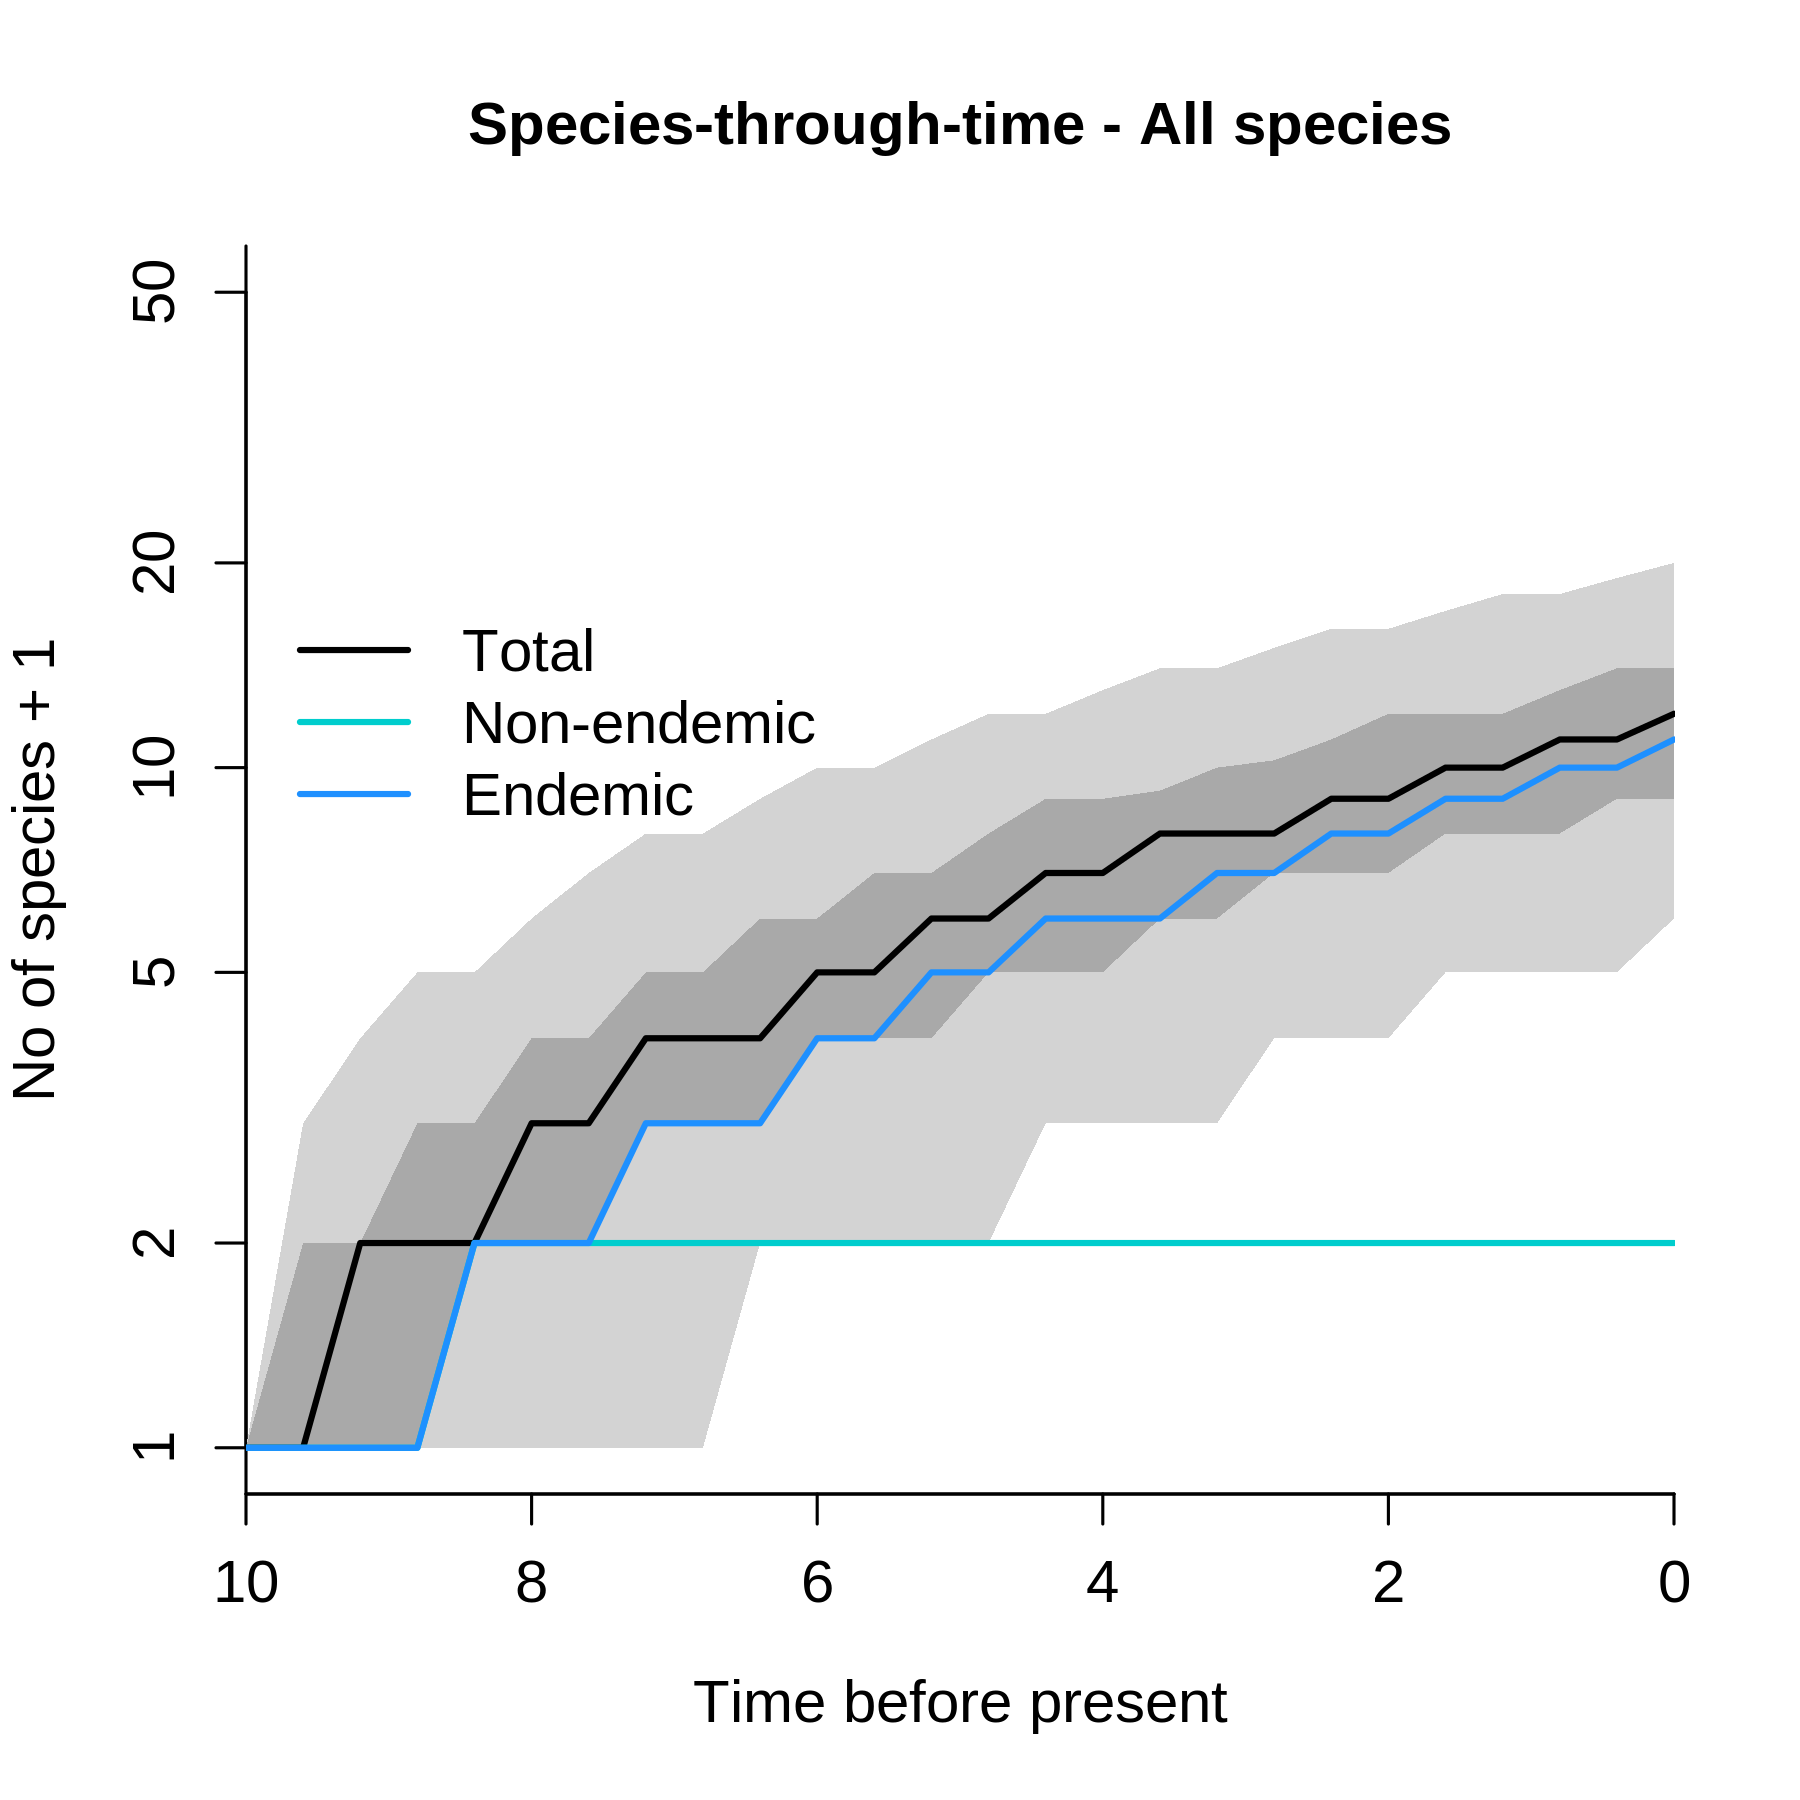 Species-through-time - All species
No of species + 1
50
20
10
5
2
1
Total
Non-endemic
Endemic
10 8 6 4 2 0
Time before present